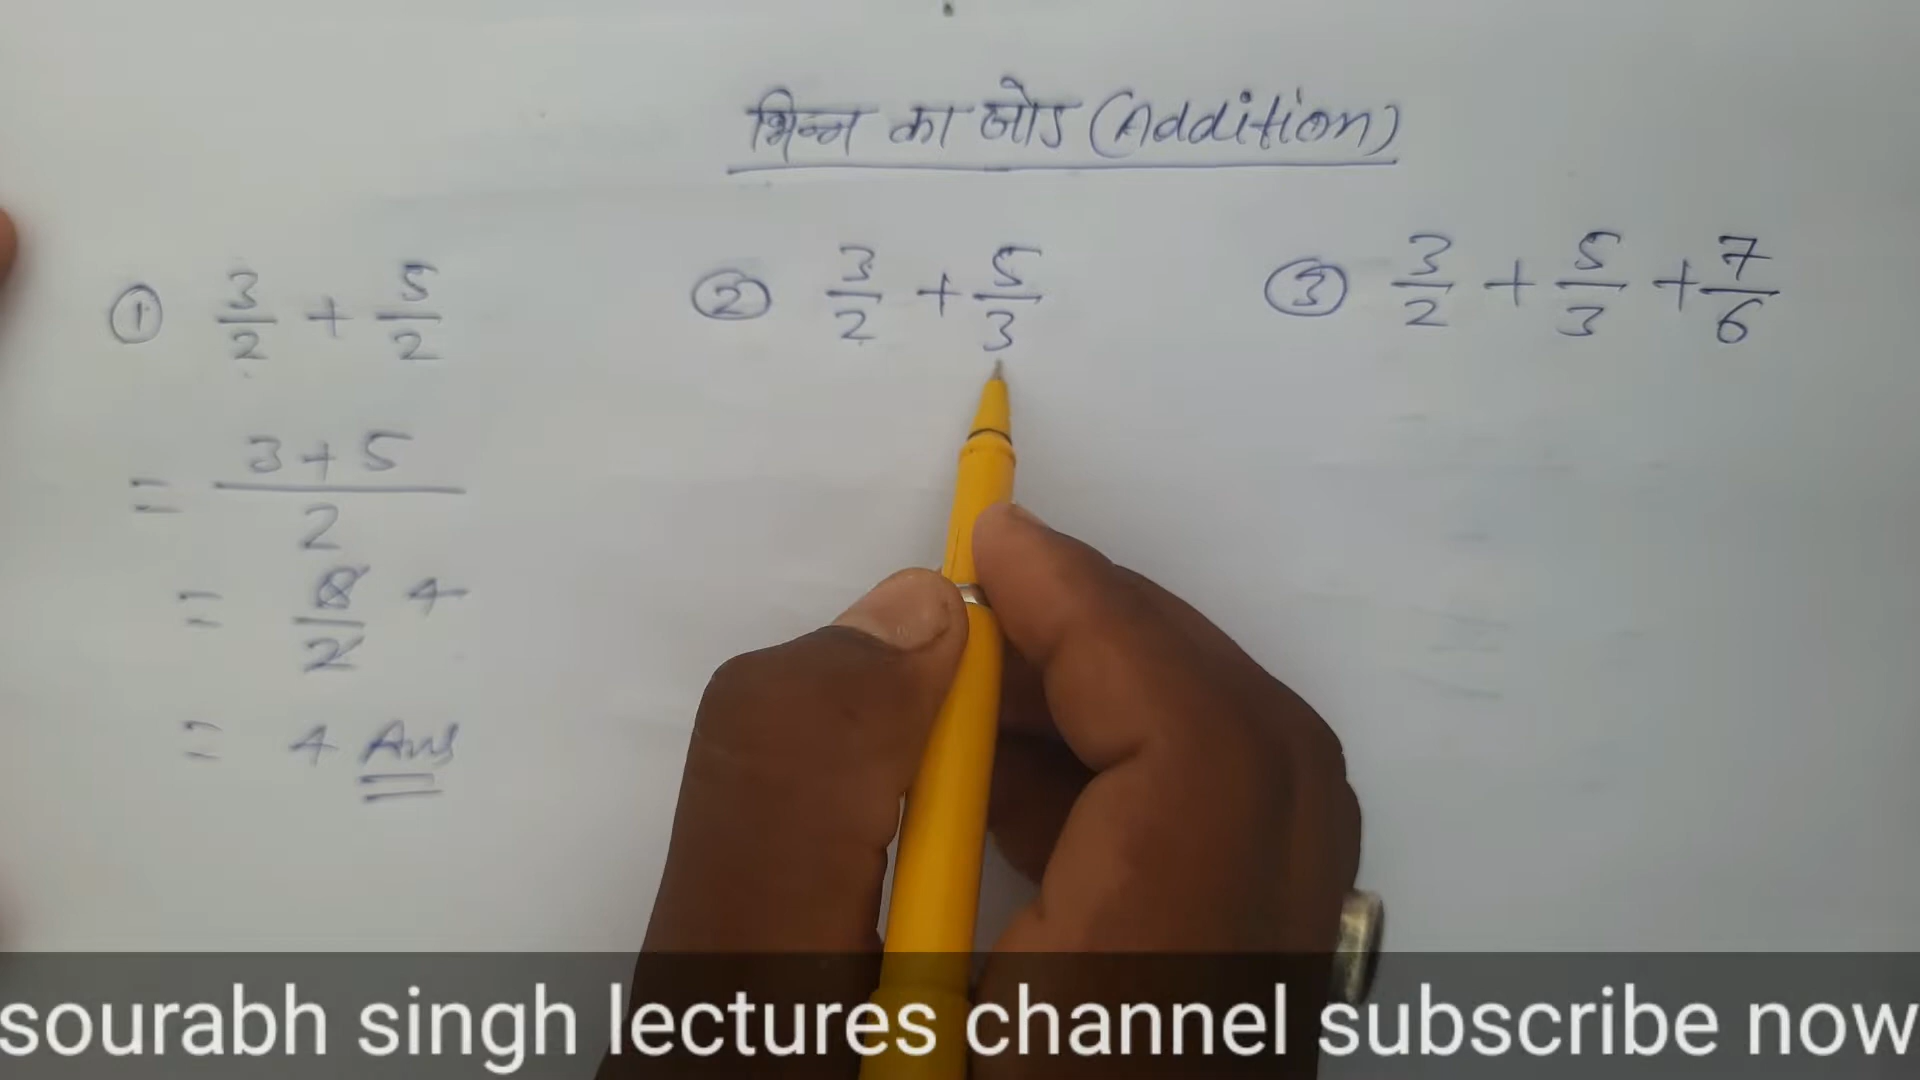 भिन्न का जोड (Addition)
① 3/2 + 5/2
= 3+5/2
= 8/2 4
= 4 Ans
② 3/2 + 5/3
③ 3/2 + 5/3 + 7/6
sourabh singh lectures channel subscribe now